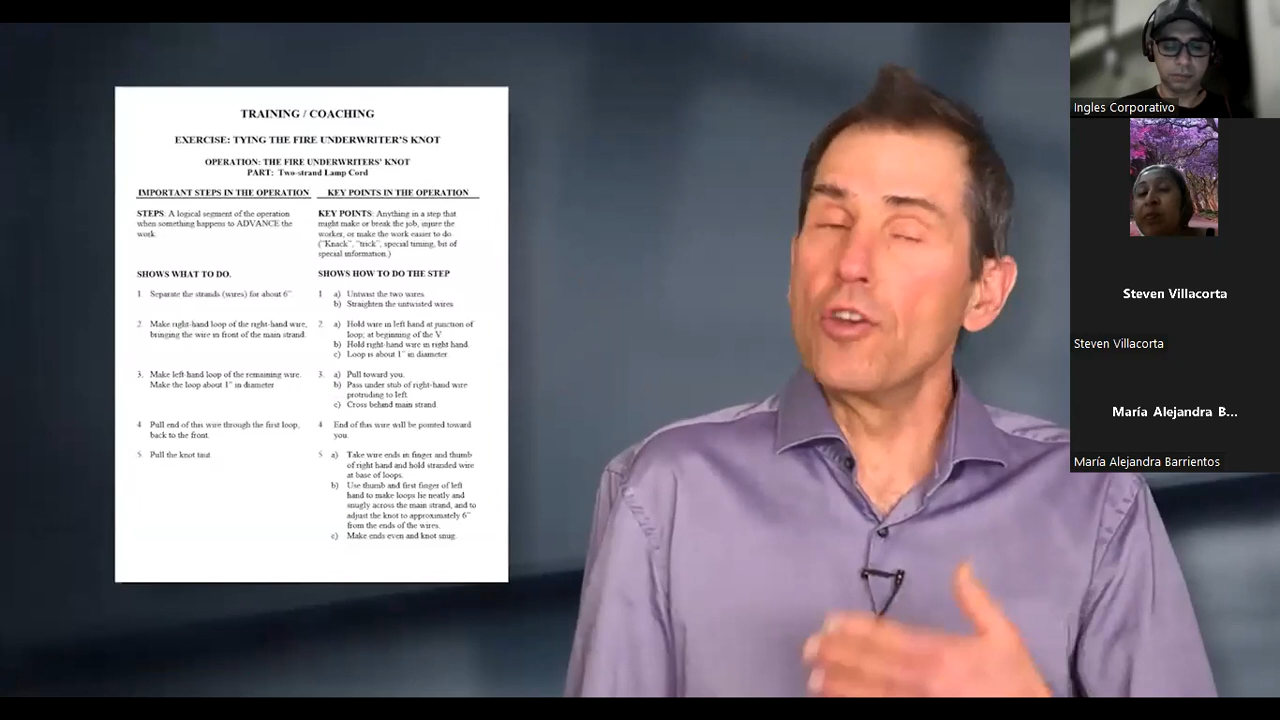 TRAINING / COACHING
EXERCISE: TYING THE FIRE UNDERWRITER'S KNOT
OPERATION: THE FIRE UNDERWRITERS' KNOT
PART: Two-strand Lamp Cord
IMPORTANT STEPS IN THE OPERATION
STEPS: A logical segment of the operation
when something happens to ADVANCE the
work
SHOWS WHAT TO DO.
1 Separate the strands (wires) for about 6"
2 Make right-hand loop of the right-hand wire,
bringing the wire in front of the main strand.
3. Make left-hand loop of the remaining wire.
Make the loop about 1" in diameter
4 Pull end of this wire through the first loop,
back to the front.
5 Pull the knot taut
KEY POINTS IN THE OPERATION
KEY POINTS: Anything in a step that
might make or break the job, injure the
worker, or make the work easier to do
("Knack", "trick", special timing, bit of
special information.)
SHOWS HOW TO DO THE STEP
1 a) Untwist the two wires
b) Straighten the untwisted wires
2. a) Hold wire in left hand at junction of
loop; at beginning of the V
b) Hold right-hand wire in right hand
c) Loop is about 1" in diameter
3. a) Pull toward you.
b) Pass under stub of right-hand wire
protruding to left.
c) Cross behind main strand
4 End of this wire will be pointed toward
you.
5 a) Take wire ends in finger and thumb
of right hand and hold stranded wire
at base of loops.
b) Use thumb and first finger of left
hand to make loops lie neatly and
snugly across the main strand, and to
adjust the knot to approximately 6"
from the ends of the wires.
c) Make ends even and knot snug.
Ingles Corporativo
Steven Villacorta
Steven Villacorta
María Alejandra B...
María Alejandra Barrientos